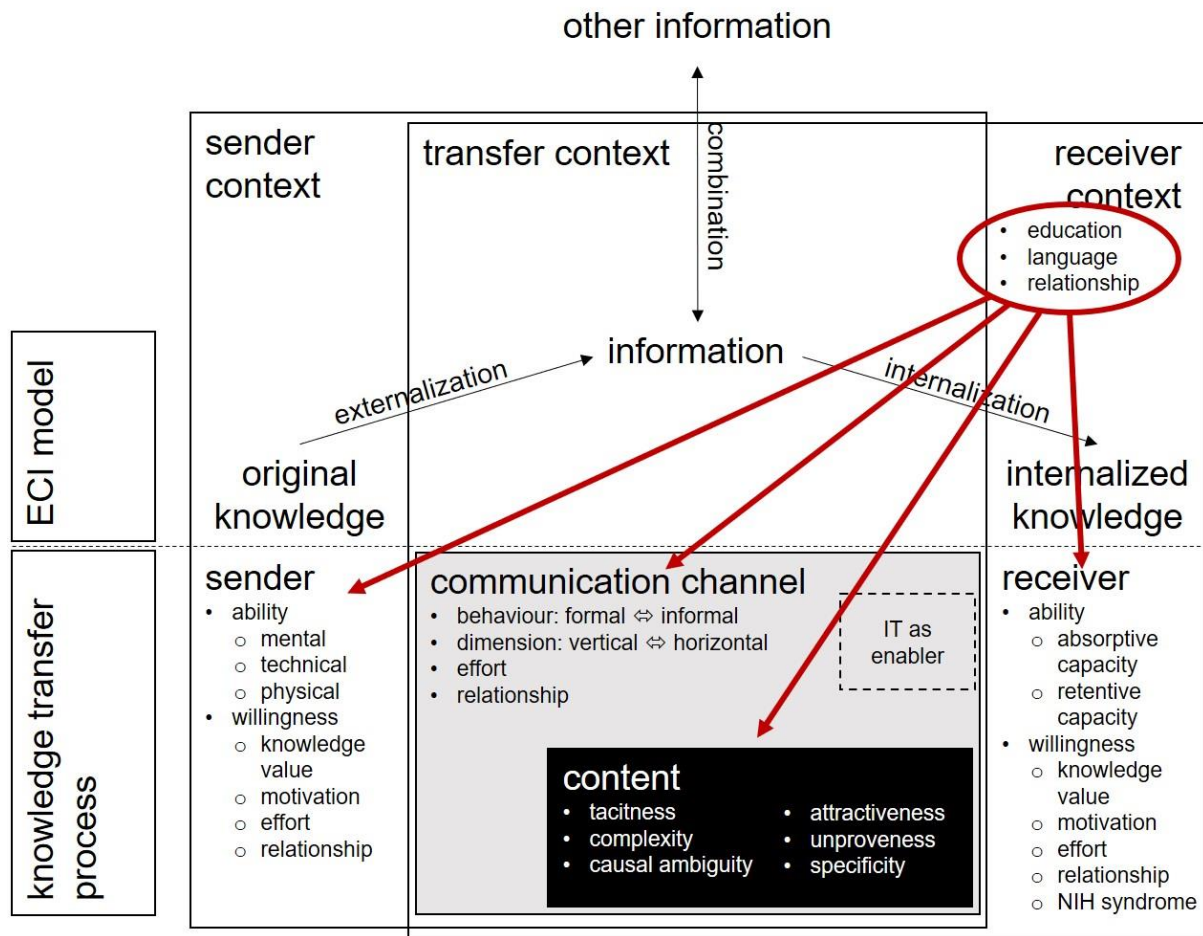 other information
combination
sender
context
transfer context
receiver
context
• education
• language
• relationship
ECI model
information
externalization
internalization
original
knowledge
internalized
knowledge
knowledge transfer
process
sender
• ability
o mental
o technical
o physical
• willingness
o knowledge
value
o motivation
o effort
o relationship
communication channel
• behaviour: formal ⇔ informal
• dimension: vertical ⇔ horizontal
• effort
• relationship
IT as
enabler
content
• tacitness
• complexity
• causal ambiguity
• attractiveness
• unproveness
• specificity
receiver
• ability
o absorptive
capacity
o retentive
capacity
• willingness
o knowledge
value
o motivation
o effort
o relationship
o NIH syndrome